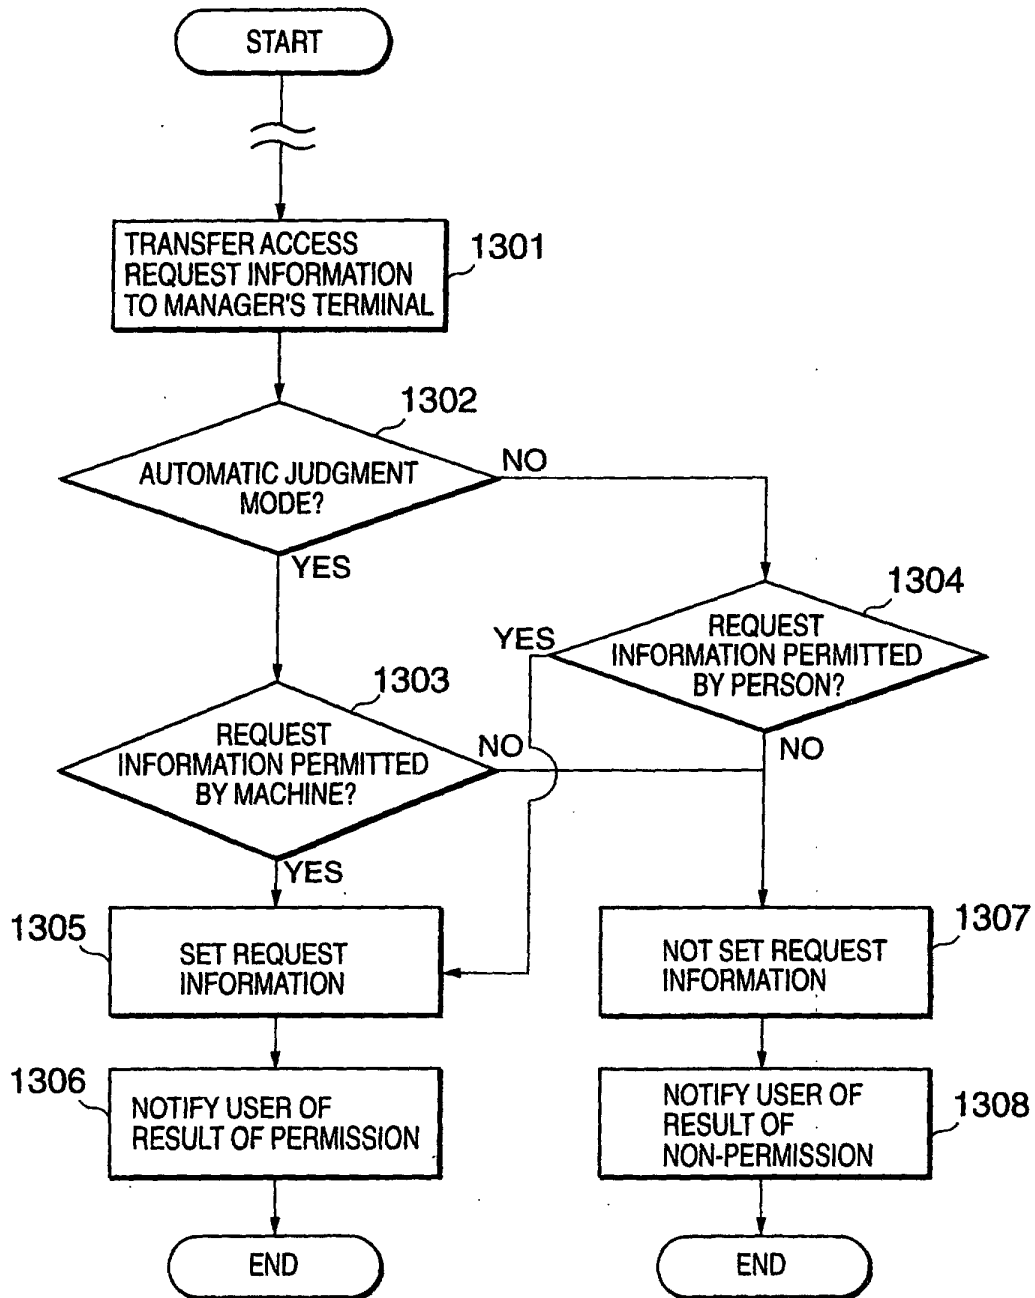 START
TRANSFER ACCESS
REQUEST INFORMATION
TO MANAGER'S TERMINAL
1301
1302
AUTOMATIC JUDGMENT
MODE?
NO
YES
1304
REQUEST
INFORMATION PERMITTED
BY PERSON?
YES
NO
1303
REQUEST
INFORMATION PERMITTED
BY MACHINE?
NO
YES
1305
SET REQUEST
INFORMATION
1307
NOT SET REQUEST
INFORMATION
1306
NOTIFY USER OF
RESULT OF PERMISSION
1308
NOTIFY USER OF
RESULT OF
NON-PERMISSION
END
END